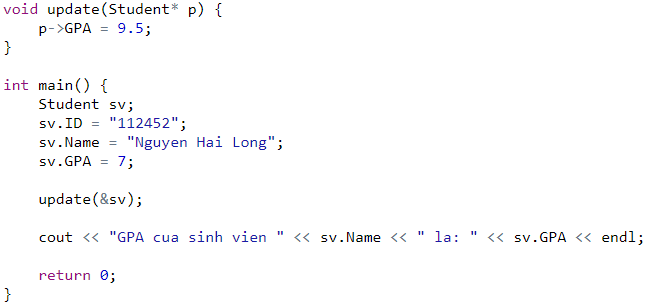 void update(Student* p) {
    p->GPA = 9.5;
}
int main() {
    Student sv;
    sv.ID = "112452";
    sv.Name = "Nguyen Hai Long";
    sv.GPA = 7;
    update(&sv);
    cout << "GPA cua sinh vien " << sv.Name << " la: " << sv.GPA << endl;
    return 0;
}